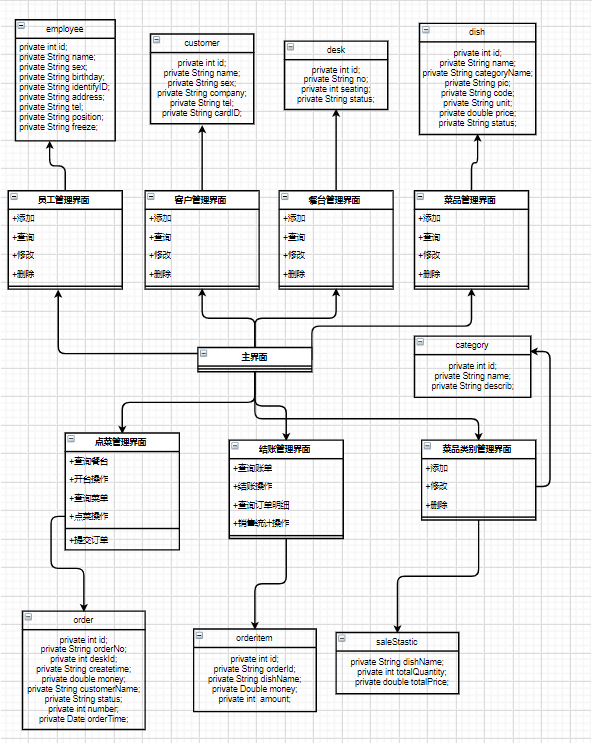 employee
private int id;
private String name;
private String sex;
private String birthday;
private String identifyID;
private String address;
private String tel;
private String position;
private String freeze;
customer
private int id;
private String name;
private String sex;
private String company;
private String tel;
private String cardID;
desk
private int id;
private String no;
private int seating;
private String status;
dish
private int id;
private String name;
private String categoryName;
private String pic;
private String code;
private String unit;
private double price;
private String status;
员工管理界面
+添加
+查询
+修改
+删除
客户管理界面
+添加
+查询
+修改
+删除
餐台管理界面
+添加
+查询
+修改
+删除
菜品管理界面
+添加
+查询
+修改
+删除
主界面
category
private int id;
private String name;
private String describ;
点菜管理界面
+查询餐台
+开台操作
+查询菜单
+点菜操作
+提交订单
结账管理界面
+查询账单
+结账操作
+查询订单明细
+销售统计操作
菜品类别管理界面
+添加
+修改
+删除
order
private int id;
private String orderNo;
private int deskId;
private String createtime;
private double money;
private String customerName;
private String status;
private int number;
private Date orderTime;
orderitem
private int id;
private String orderId;
private String dishName;
private Double money;
private int amount;
saleStastic
private String dishName;
private int totalQuantity;
private double totalPrice;